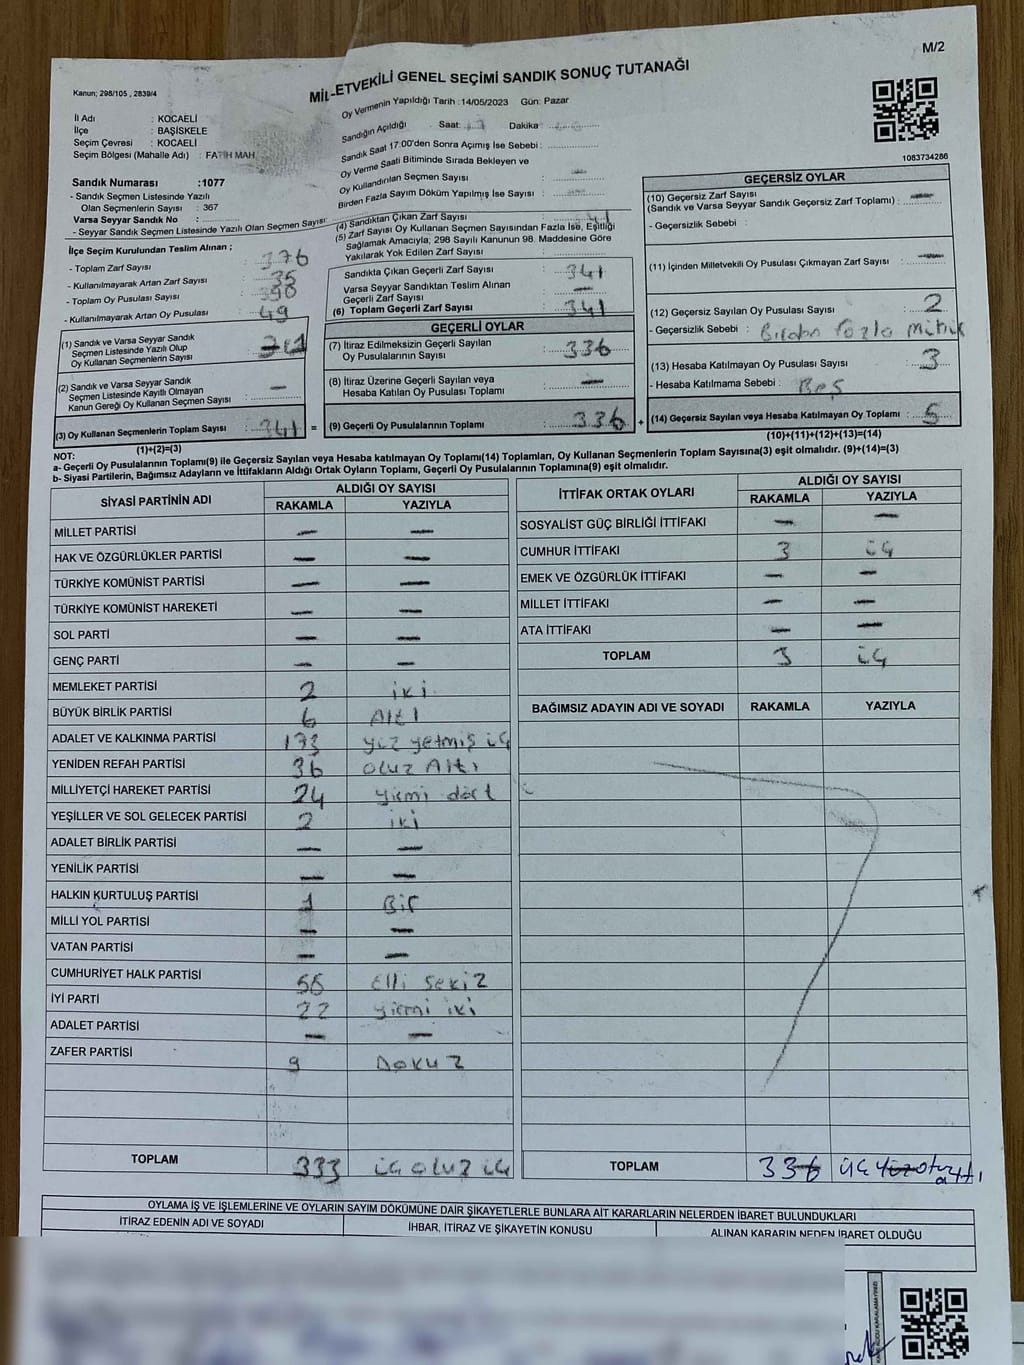 M/2
Kanun; 298/105 , 2839/4
MİL-ETVEKİLİ GENEL SEÇİMİ SANDIK SONUÇ TUTANAĞI
Oy Vermenin Yapıldığı Tarih :14/05/2023 Gün: Pazar
İl Adı : KOCAELİ
İlçe : BAŞİSKELE
Seçim Çevresi : KOCAELİ
Seçim Bölgesi (Mahalle Adı) : FATİH MAH
Sandığın Açıldığı Saat: Dakika :
Sandık Saat 17.00'den Sonra Açımış İse Sebebi :
Oy Verme Saati Bitiminde Sırada Bekleyen ve
Oy Kullandırılan Seçmen Sayısı :
Birden Fazla Sayım Döküm Yapılmış İse Sayısı :
1083734286
Sandık Numarası :1077
- Sandık Seçmen Listesinde Yazılı
Olan Seçmenlerin Sayısı : 367
Varsa Seyyar Sandık No :
- Seyyar Sandık Seçmen Listesinde Yazılı Olan Seçmen Sayısı:
İlçe Seçim Kurulundan Teslim Alınan ;
- Toplam Zarf Sayısı : 376
- Kullanılmayarak Artan Zarf Sayısı : 35
- Toplam Oy Pusulası Sayısı : 390
- Kullanılmayarak Artan Oy Pusulası : 49
(1) Sandık ve Varsa Seyyar Sandık
Seçmen Listesinde Yazılı Olup
Oy Kullanan Seçmenlerin Sayısı :
(2) Sandık ve Varsa Seyyar Sandık
Seçmen Listesinde Kayıtlı Olmayan
Kanun Gereği Oy Kullanan Seçmen Sayısı : —
(3) Oy Kullanan Seçmenlerin Toplam Sayısı : 341
(1)+(2)=(3)
(4) Sandıktan Çıkan Zarf Sayısı :
(5) Zarf Sayısı Oy Kullanan Seçmen Sayısından Fazla İse, Eşitliği
Sağlamak Amacıyla; 298 Sayılı Kanunun 98. Maddesine Göre
Yakılarak Yok Edilen Zarf Sayısı :
Sandıkta Çıkan Geçerli Zarf Sayısı : 341
Varsa Seyyar Sandıktan Teslim Alınan
Geçerli Zarf Sayısı : —
(6) Toplam Geçerli Zarf Sayısı : 341
GEÇERLİ OYLAR
(7) İtiraz Edilmeksizin Geçerli Sayılan
Oy Pusulalarının Sayısı : 336
(8) İtiraz Üzerine Geçerli Sayılan veya
Hesaba Katılan Oy Pusulası Toplamı : —
= (9) Geçerli Oy Pusulalarının Toplamı : 336
GEÇERSİZ OYLAR
(10) Geçersiz Zarf Sayısı
(Sandık ve Varsa Seyyar Sandık Geçersiz Zarf Toplamı) : —
- Geçersizlik Sebebi :
(11) İçinden Milletvekili Oy Pusulası Çıkmayan Zarf Sayısı : —
(12) Geçersiz Sayılan Oy Pusulası Sayısı : 2
- Geçersizlik Sebebi : Birden fazla
(13) Hesaba Katılmayan Oy Pusulası Sayısı : 3
- Hesaba Katılmama Sebebi : Boş
+ (14) Geçersiz Sayılan veya Hesaba Katılmayan Oy Toplamı : 5
(10)+(11)+(12)+(13)=(14)
NOT:
a- Geçerli Oy Pusulalarının Toplamı(9) ile Geçersiz Sayılan veya Hesaba Katılmayan Oy Toplamı(14) Toplamları, Oy Kullanan Seçmenlerin Toplam Sayısına(3) eşit olmalıdır. (9)+(14)=(3)
b- Siyasi Partilerin, Bağımsız Adayların ve İttifakların Aldığı Ortak Oyların Toplamı, Geçerli Oy Pusulalarının Toplamına(9) eşit olmalıdır.
SİYASİ PARTİNİN ADI ALDIĞI OY SAYISI
RAKAMLA YAZIYLA
MİLLET PARTİSİ — —
HAK VE ÖZGÜRLÜKLER PARTİSİ — —
TÜRKİYE KOMÜNİST PARTİSİ — —
TÜRKİYE KOMÜNİST HAREKETİ — —
SOL PARTİ — —
GENÇ PARTİ — —
MEMLEKET PARTİSİ 2 iki
BÜYÜK BİRLİK PARTİSİ 6 Altı
ADALET VE KALKINMA PARTİSİ 173 yüz yetmiş üç
YENİDEN REFAH PARTİSİ 36 otuz Altı
MİLLİYETÇİ HAREKET PARTİSİ 24 yirmi dört
YEŞİLLER VE SOL GELECEK PARTİSİ 2 iki
ADALET BİRLİK PARTİSİ — —
YENİLİK PARTİSİ — —
HALKIN KURTULUŞ PARTİSİ 1 Bir
MİLLİ YOL PARTİSİ — —
VATAN PARTİSİ — —
CUMHURİYET HALK PARTİSİ 58 Elli Sekiz
İYİ PARTİ 22 yirmi iki
ADALET PARTİSİ — —
ZAFER PARTİSİ 9 Dokuz
TOPLAM 333 üç otuz üç
İTTİFAK ORTAK OYLARI ALDIĞI OY SAYISI
RAKAMLA YAZIYLA
SOSYALİST GÜÇ BİRLİĞİ İTTİFAKI — —
CUMHUR İTTİFAKI 3 üç
EMEK VE ÖZGÜRLÜK İTTİFAKI — —
MİLLET İTTİFAKI — —
ATA İTTİFAKI — —
TOPLAM 3 üç
BAĞIMSIZ ADAYIN ADI VE SOYADI RAKAMLA YAZIYLA
TOPLAM 336 üç yüz otuz altı
OYLAMA İŞ VE İŞLEMLERİNE VE OYLARIN SAYIM DÖKÜMÜNE DAİR ŞİKAYETLERLE BUNLARA AİT KARARLARIN NELERDEN İBARET BULUNDUKLARI
İTİRAZ EDENİN ADI VE SOYADI İHBAR, İTİRAZ VE ŞİKAYETİN KONUSU ALINAN KARARIN NEDEN İBARET OLDUĞU